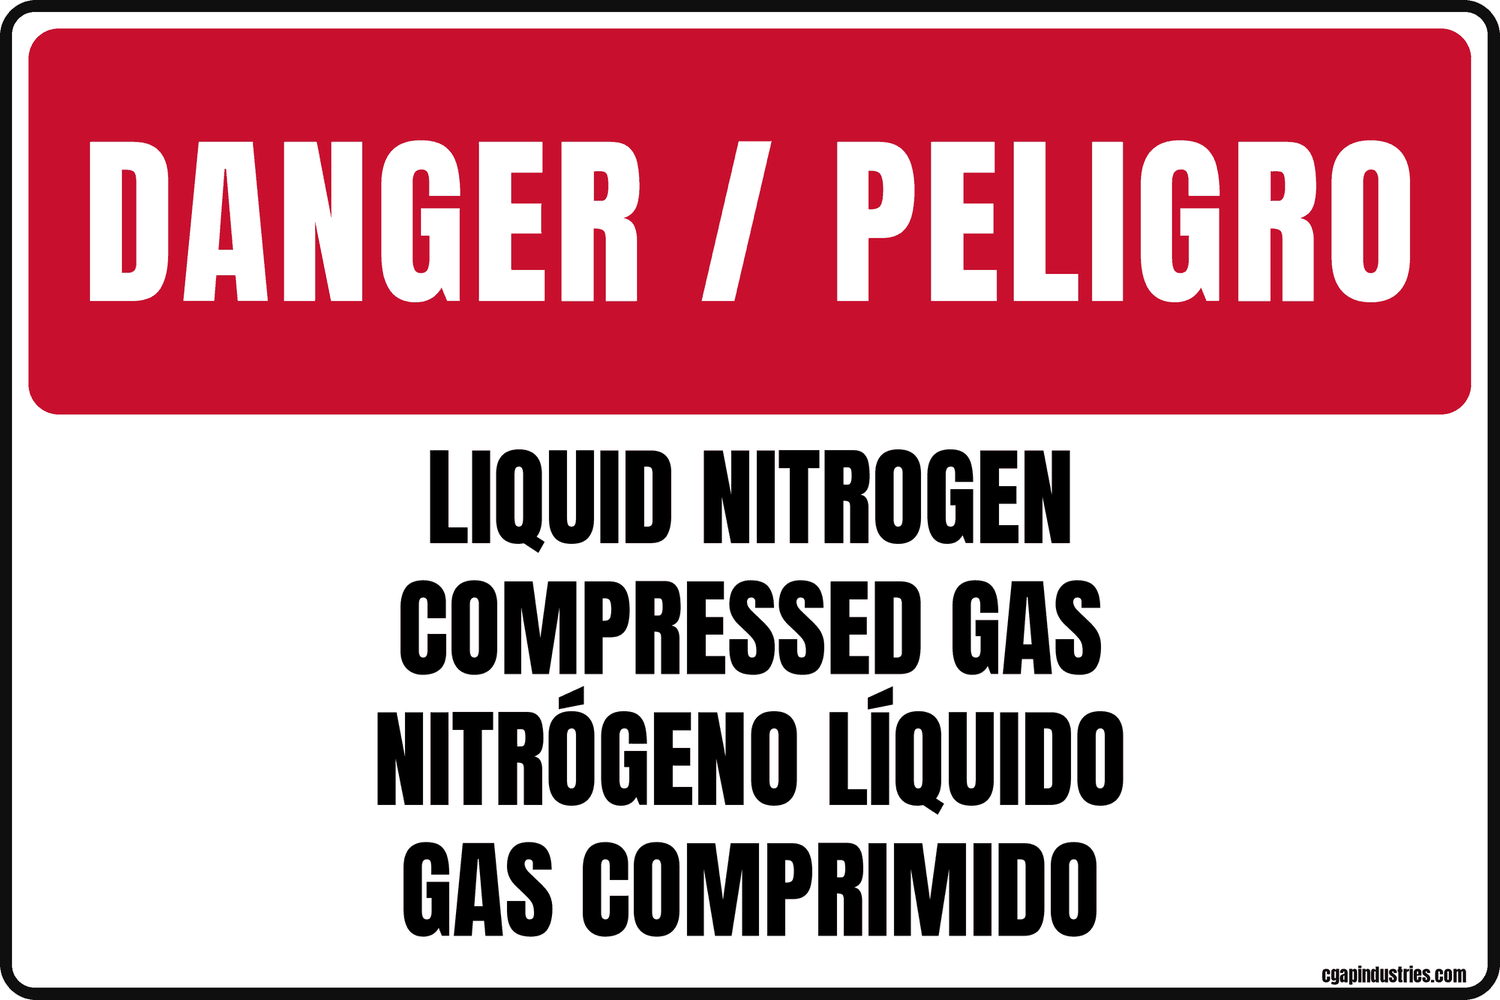 DANGER / PELIGRO
LIQUID NITROGEN
COMPRESSED GAS
NITRÓGENO LÍQUIDO
GAS COMPRIMIDO
cgapindustries.com